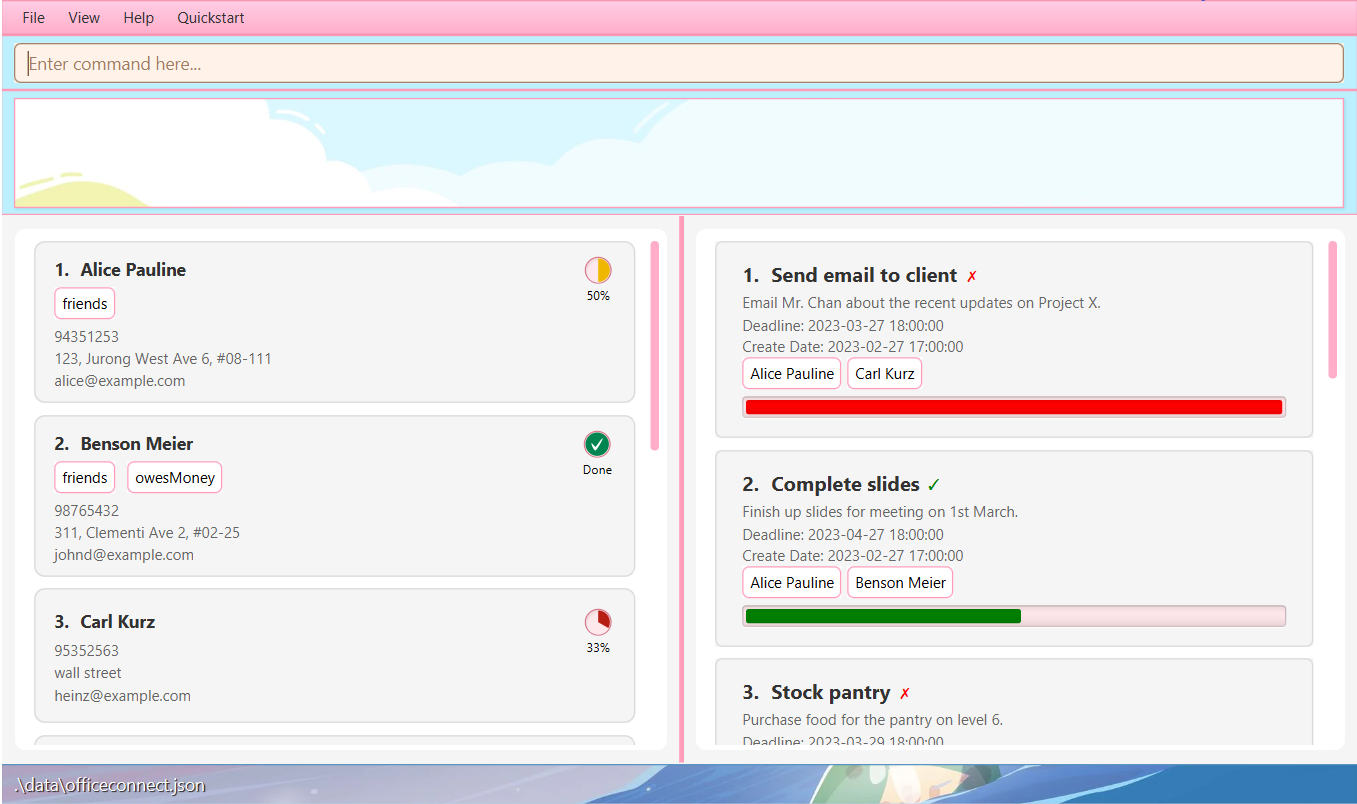 File View Help Quickstart
Enter command here...
1. Alice Pauline
50%
friends
94351253
123, Jurong West Ave 6, #08-111
alice@example.com
2. Benson Meier
Done
friends owesMoney
98765432
311, Clementi Ave 2, #02-25
johnd@example.com
3. Carl Kurz
33%
95352563
wall street
heinz@example.com
1. Send email to client ✗
Email Mr. Chan about the recent updates on Project X.
Deadline: 2023-03-27 18:00:00
Create Date: 2023-02-27 17:00:00
Alice Pauline Carl Kurz
2. Complete slides ✓
Finish up slides for meeting on 1st March.
Deadline: 2023-04-27 18:00:00
Create Date: 2023-02-27 17:00:00
Alice Pauline Benson Meier
3. Stock pantry ✗
Purchase food for the pantry on level 6.
Deadline: 2023-03-29 18:00:00
.\data\officeconnect.json